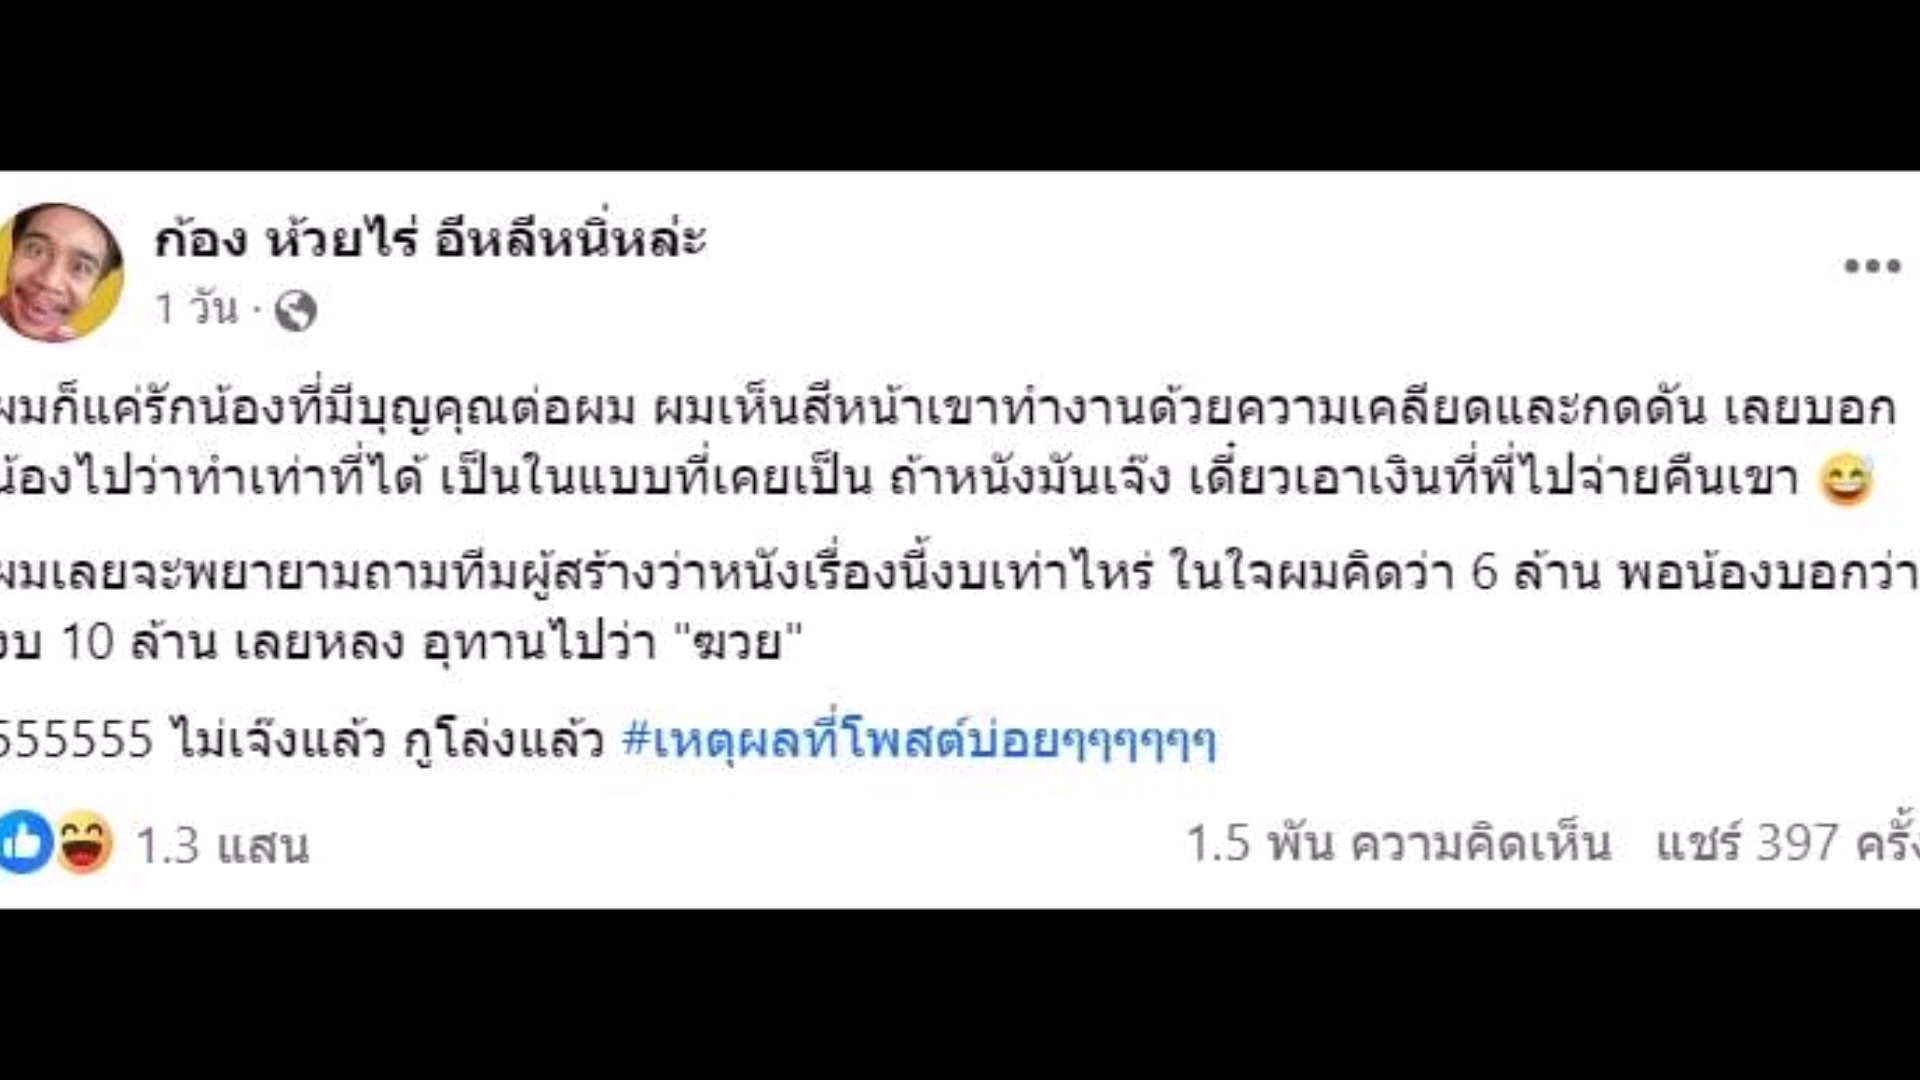 ก้อง ห้วยไร่ อีหลีหนิ่หล่ะ
1 วัน ·
ผมก็แค่รักน้องที่มีบุญคุณต่อผม ผมเห็นสีหน้าเขาทำงานด้วยความเคลียดและกดดัน เลยบอก
น้องไปว่าทำเท่าที่ได้ เป็นในแบบที่เคยเป็น ถ้าหนังมันเจ๊ง เดี๋ยวเอาเงินที่พี่ไปจ่ายคืนเขา 😅
ผมเลยจะพยายามถามทีมผู้สร้างว่าหนังเรื่องนี้งบเท่าไหร่ ในใจผมคิดว่า 6 ล้าน พอน้องบอกว่า
งบ 10 ล้าน เลยหลง อุทานไปว่า "ฆวย"
555555 ไม่เจ๊งแล้ว กูโล่งแล้ว #เหตุผลที่โพสต์บ่อยๆๆๆๆๆๆ
1.3 แสน
1.5 พัน ความคิดเห็น แชร์ 397 ครั้ง